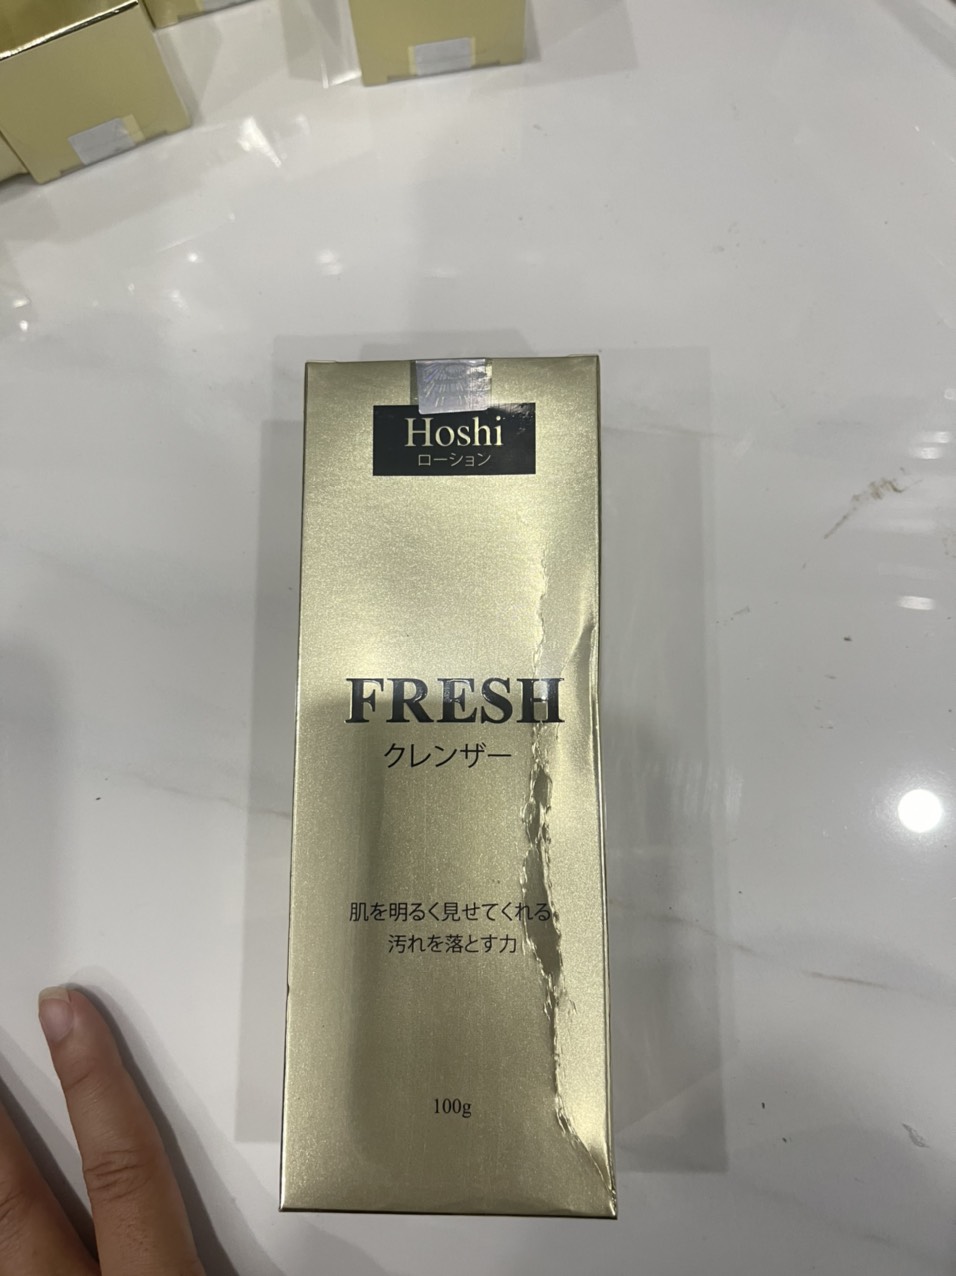 Hoshi
ローション
FRESH
クレンザー
肌を明るく見せてくれる
汚れを落とす力
100g